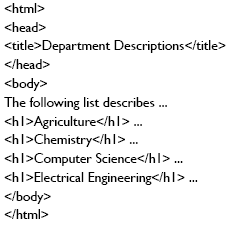 <html>
<head>
<title>Department Descriptions</title>
</head>
<body>
The following list describes ...
<h1>Agriculture</h1> ...
<h1>Chemistry</h1> ...
<h1>Computer Science</h1> ...
<h1>Electrical Engineering</h1> ...
</body>
</html>